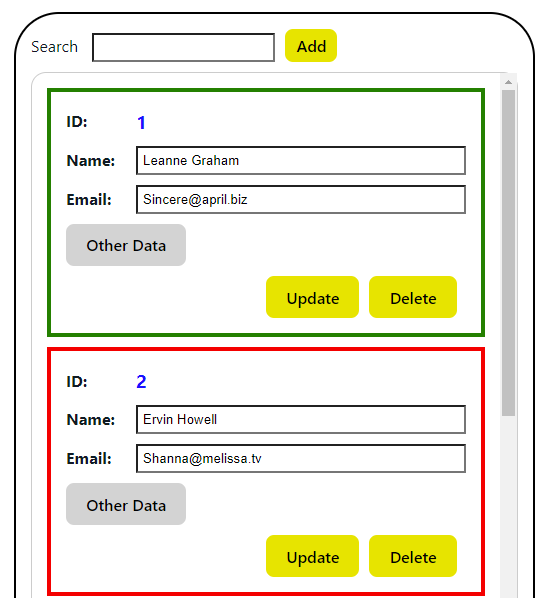 Search Add
ID: 1
Name: Leanne Graham
Email: Sincere@april.biz
Other Data
Update Delete
ID: 2
Name: Ervin Howell
Email: Shanna@melissa.tv
Other Data
Update Delete